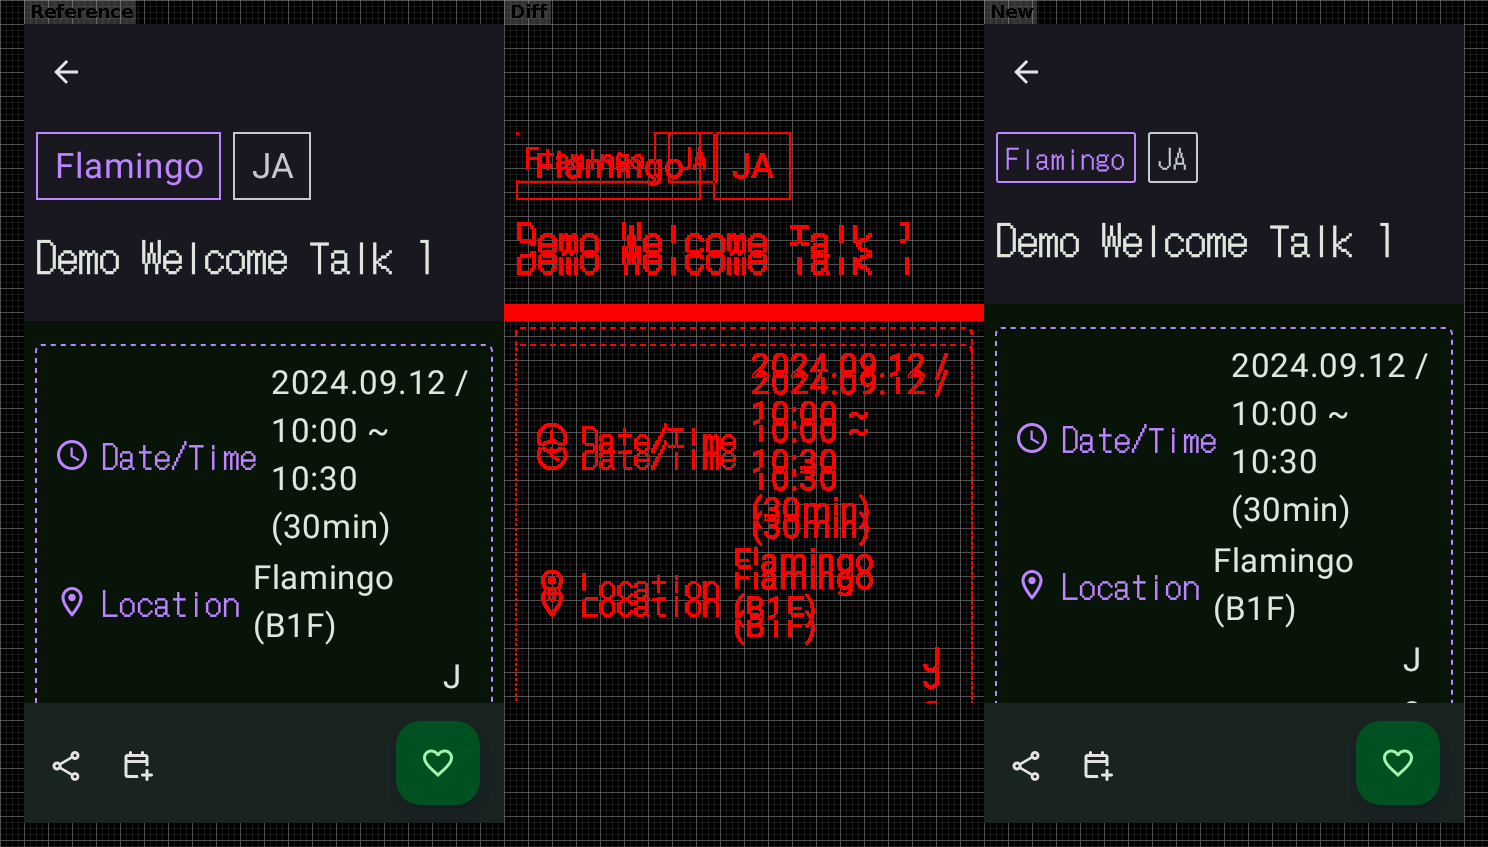 Reference
Flamingo JA
Demo Welcome Talk 1
Date/Time
2024.09.12 /
10:00 ~
10:30
(30min)
Location
Flamingo
(B1F)
J
Diff
Flamingo JA
Flamingo JA
Demo Welcome Talk 1
Demo Welcome Talk 1
2024.09.12 /
2024.09.12 /
10:00 ~
10:00 ~
Date/Time
Date/Time
10:30
10:30
(30min)
(30min)
Flamingo
Flamingo
Location
Location
(B1F)
(B1F)
J
J
New
Flamingo JA
Demo Welcome Talk 1
Date/Time
2024.09.12 /
10:00 ~
10:30
(30min)
Location
Flamingo
(B1F)
J